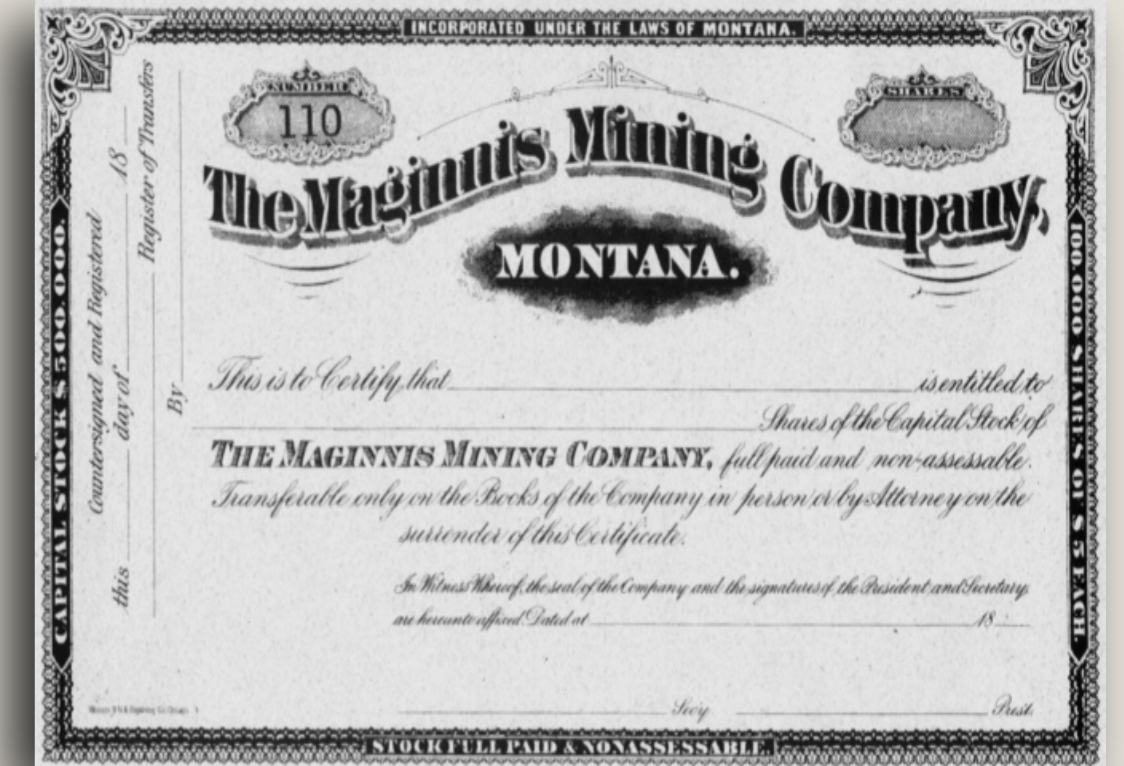 INCORPORATED UNDER THE LAWS OF MONTANA.
NUMBER
110
SHARES
The Maginnis Mining Company,
MONTANA.
This is to Certify that is entitled to
Shares of the Capital Stock of
THE MAGINNIS MINING COMPANY, full paid and non-assessable.
Transferable only on the Books of the Company in person or by Attorney on the
surrender of this Certificate.
In Witness Whereof, the seal of the Company and the signatures of the President and Secretary
are hereunto affixed. Dated at 18
Secy. Prest.
STOCK FULL PAID & NONASSESSABLE.
CAPITAL STOCK $500.000.
Countersigned and Registered
this day of 18
Register of Transfers
By
100.000 SHARES OF $5 EACH.